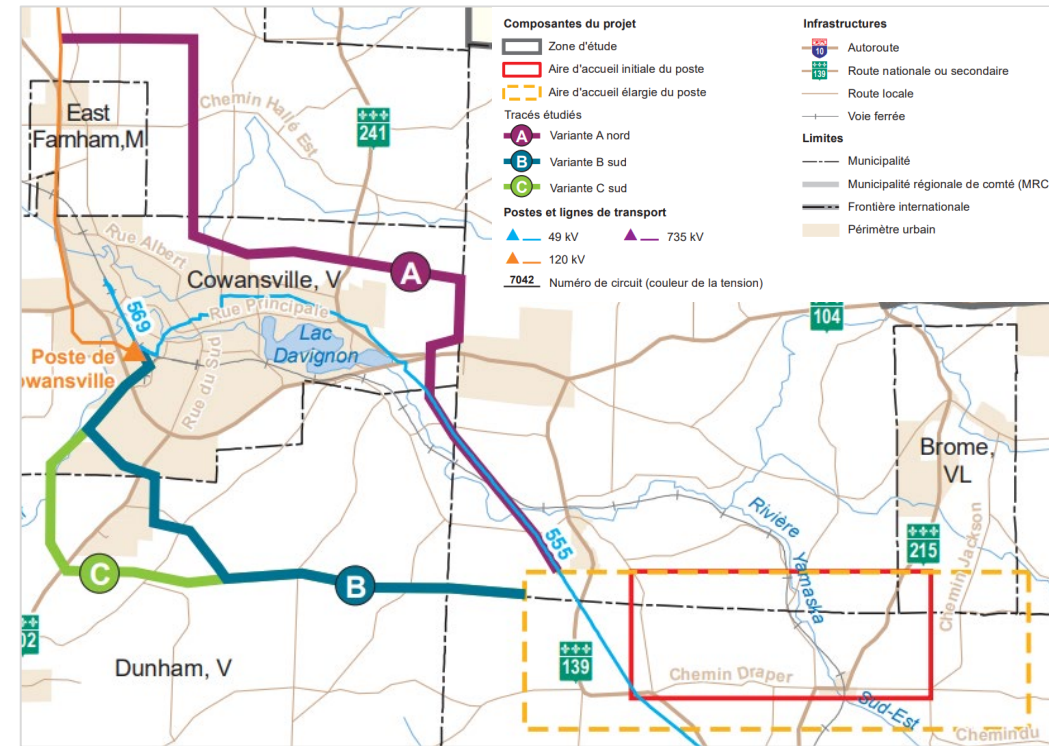 Composantes du projet
Zone d'étude
Aire d'accueil initiale du poste
Aire d'accueil élargie du poste
Tracés étudiés
A Variante A nord
B Variante B sud
C Variante C sud
Postes et lignes de transport
49 kV
735 kV
120 kV
7042 Numéro de circuit (couleur de la tension)
Infrastructures
10 Autoroute
139 Route nationale ou secondaire
Route locale
Voie ferrée
Limites
Municipalité
Municipalité régionale de comté (MRC
Frontière internationale
Périmètre urbain
East
Farnham,M
Chemin Hallé Est
241
Rue Albert
Cowansville, V
A
569
Rue Principale
Lac
Davignon
Poste de
owansville
Rue du Sud
104
Brome,
VL
Rivière
Yamaska
Sud-Est
215
Chemin Jackson
555
C
B
02
Dunham, V
139
Chemin Draper
Chemin du